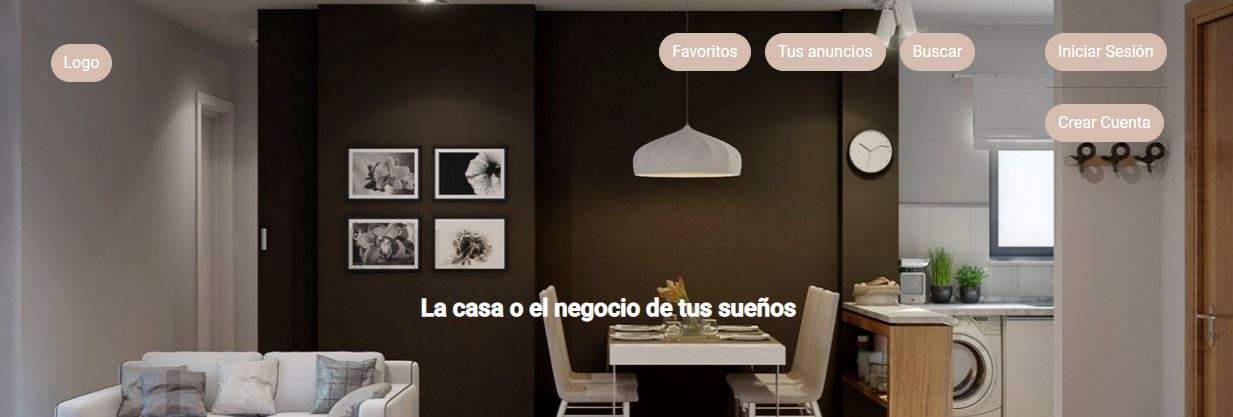 Logo
Favoritos
Tus anuncios
Buscar
Iniciar Sesión
Crear Cuenta
La casa o el negocio de tus sueños